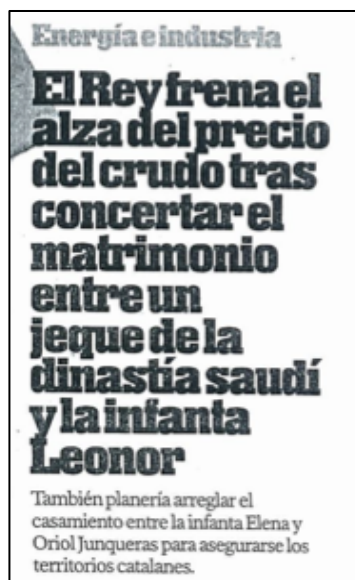 Energía e industria
El Rey frena el
alza del precio
del crudo tras
concertar el
matrimonio
entre un
jeque de la
dinastía saudí
y la infanta
Leonor
También planería arreglar el
casamiento entre la infanta Elena y
Oriol Junqueras para asegurarse los
territorios catalanes.